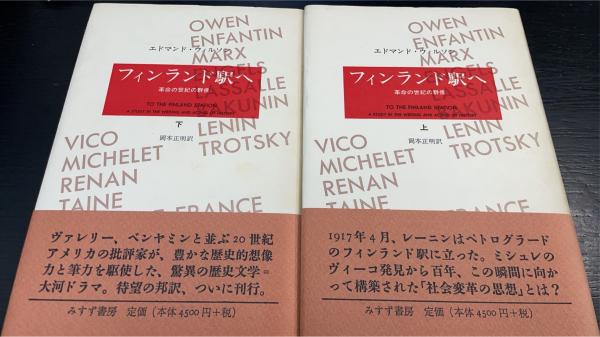 OWEN
ENFANTIN
MARX
エドマンド・ウィルソン
フィンランド駅へ
革命の世紀の群像
TO THE FINLAND STATION
A STUDY IN THE WRITING AND ACTING OF HISTORY
下
岡本正明訳
LENIN
TROTSKY
VICO
MICHELET
RENAN
TAINE
FRANCE
ヴァレリー、ベンヤミンと並ぶ20世紀
アメリカの批評家が、豊かな歴史的想像
力と筆力を駆使した、驚異の歴史文学=
大河ドラマ。待望の邦訳、ついに刊行。
みすず書房 定価(本体4500円+税)
OWEN
ENFANTIN
MARX
エドマンド・ウィルソン
フィンランド駅へ
革命の世紀の群像
TO THE FINLAND STATION
A STUDY IN THE WRITING AND ACTING OF HISTORY
上
岡本正明訳
LENIN
TROTSKY
VICO
MICHELET
RENAN
TAINE
FRANCE
1917年4月、レーニンはペトログラード
のフィンランド駅に立った。ミシュレの
ヴィーコ発見から百年、この瞬間に向か
って構築された「社会変革の思想」とは?
みすず書房 定価(本体4500円+税)